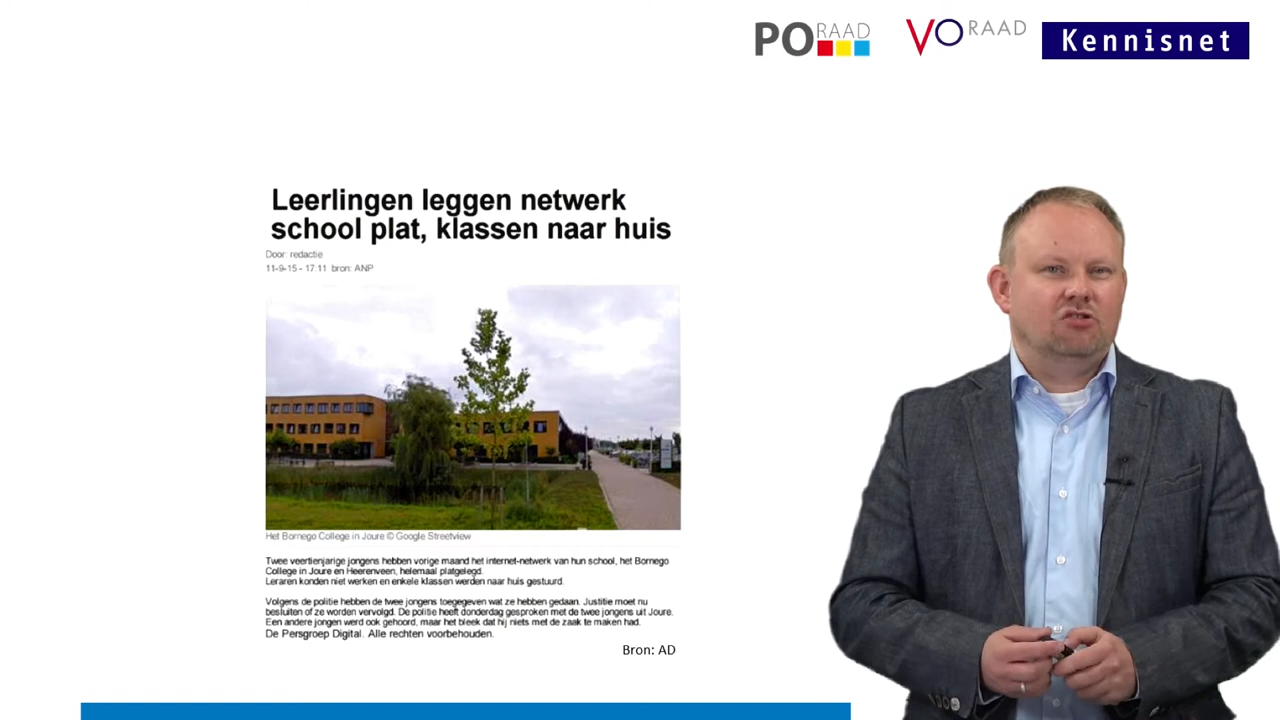 PO RAAD
VO RAAD
Kennisnet
Leerlingen leggen netwerk
school plat, klassen naar huis
Door: redactie
11-9-15 - 17:11 bron: ANP
Het Bornego College in Joure © Google Streetview
Twee veertienjarige jongens hebben vorige maand het internet-netwerk van hun school, het Bornego
College in Joure en Heerenveen, helemaal platgelegd.
Leraren konden niet werken en enkele klassen werden naar huis gestuurd.
Volgens de politie hebben de twee jongens toegegeven wat ze hebben gedaan. Justitie moet nu
besluiten of ze worden vervolgd. De politie heeft donderdag gesproken met de twee jongens uit Joure.
Een andere jongen werd ook gehoord, maar het bleek dat hij niets met de zaak te maken had.
De Persgroep Digital. Alle rechten voorbehouden.
Bron: AD